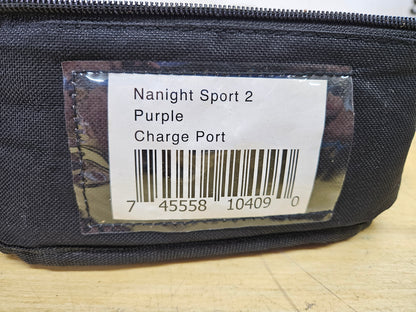 Nanight Sport 2
Purple
Charge Port
7 45558 10409 0